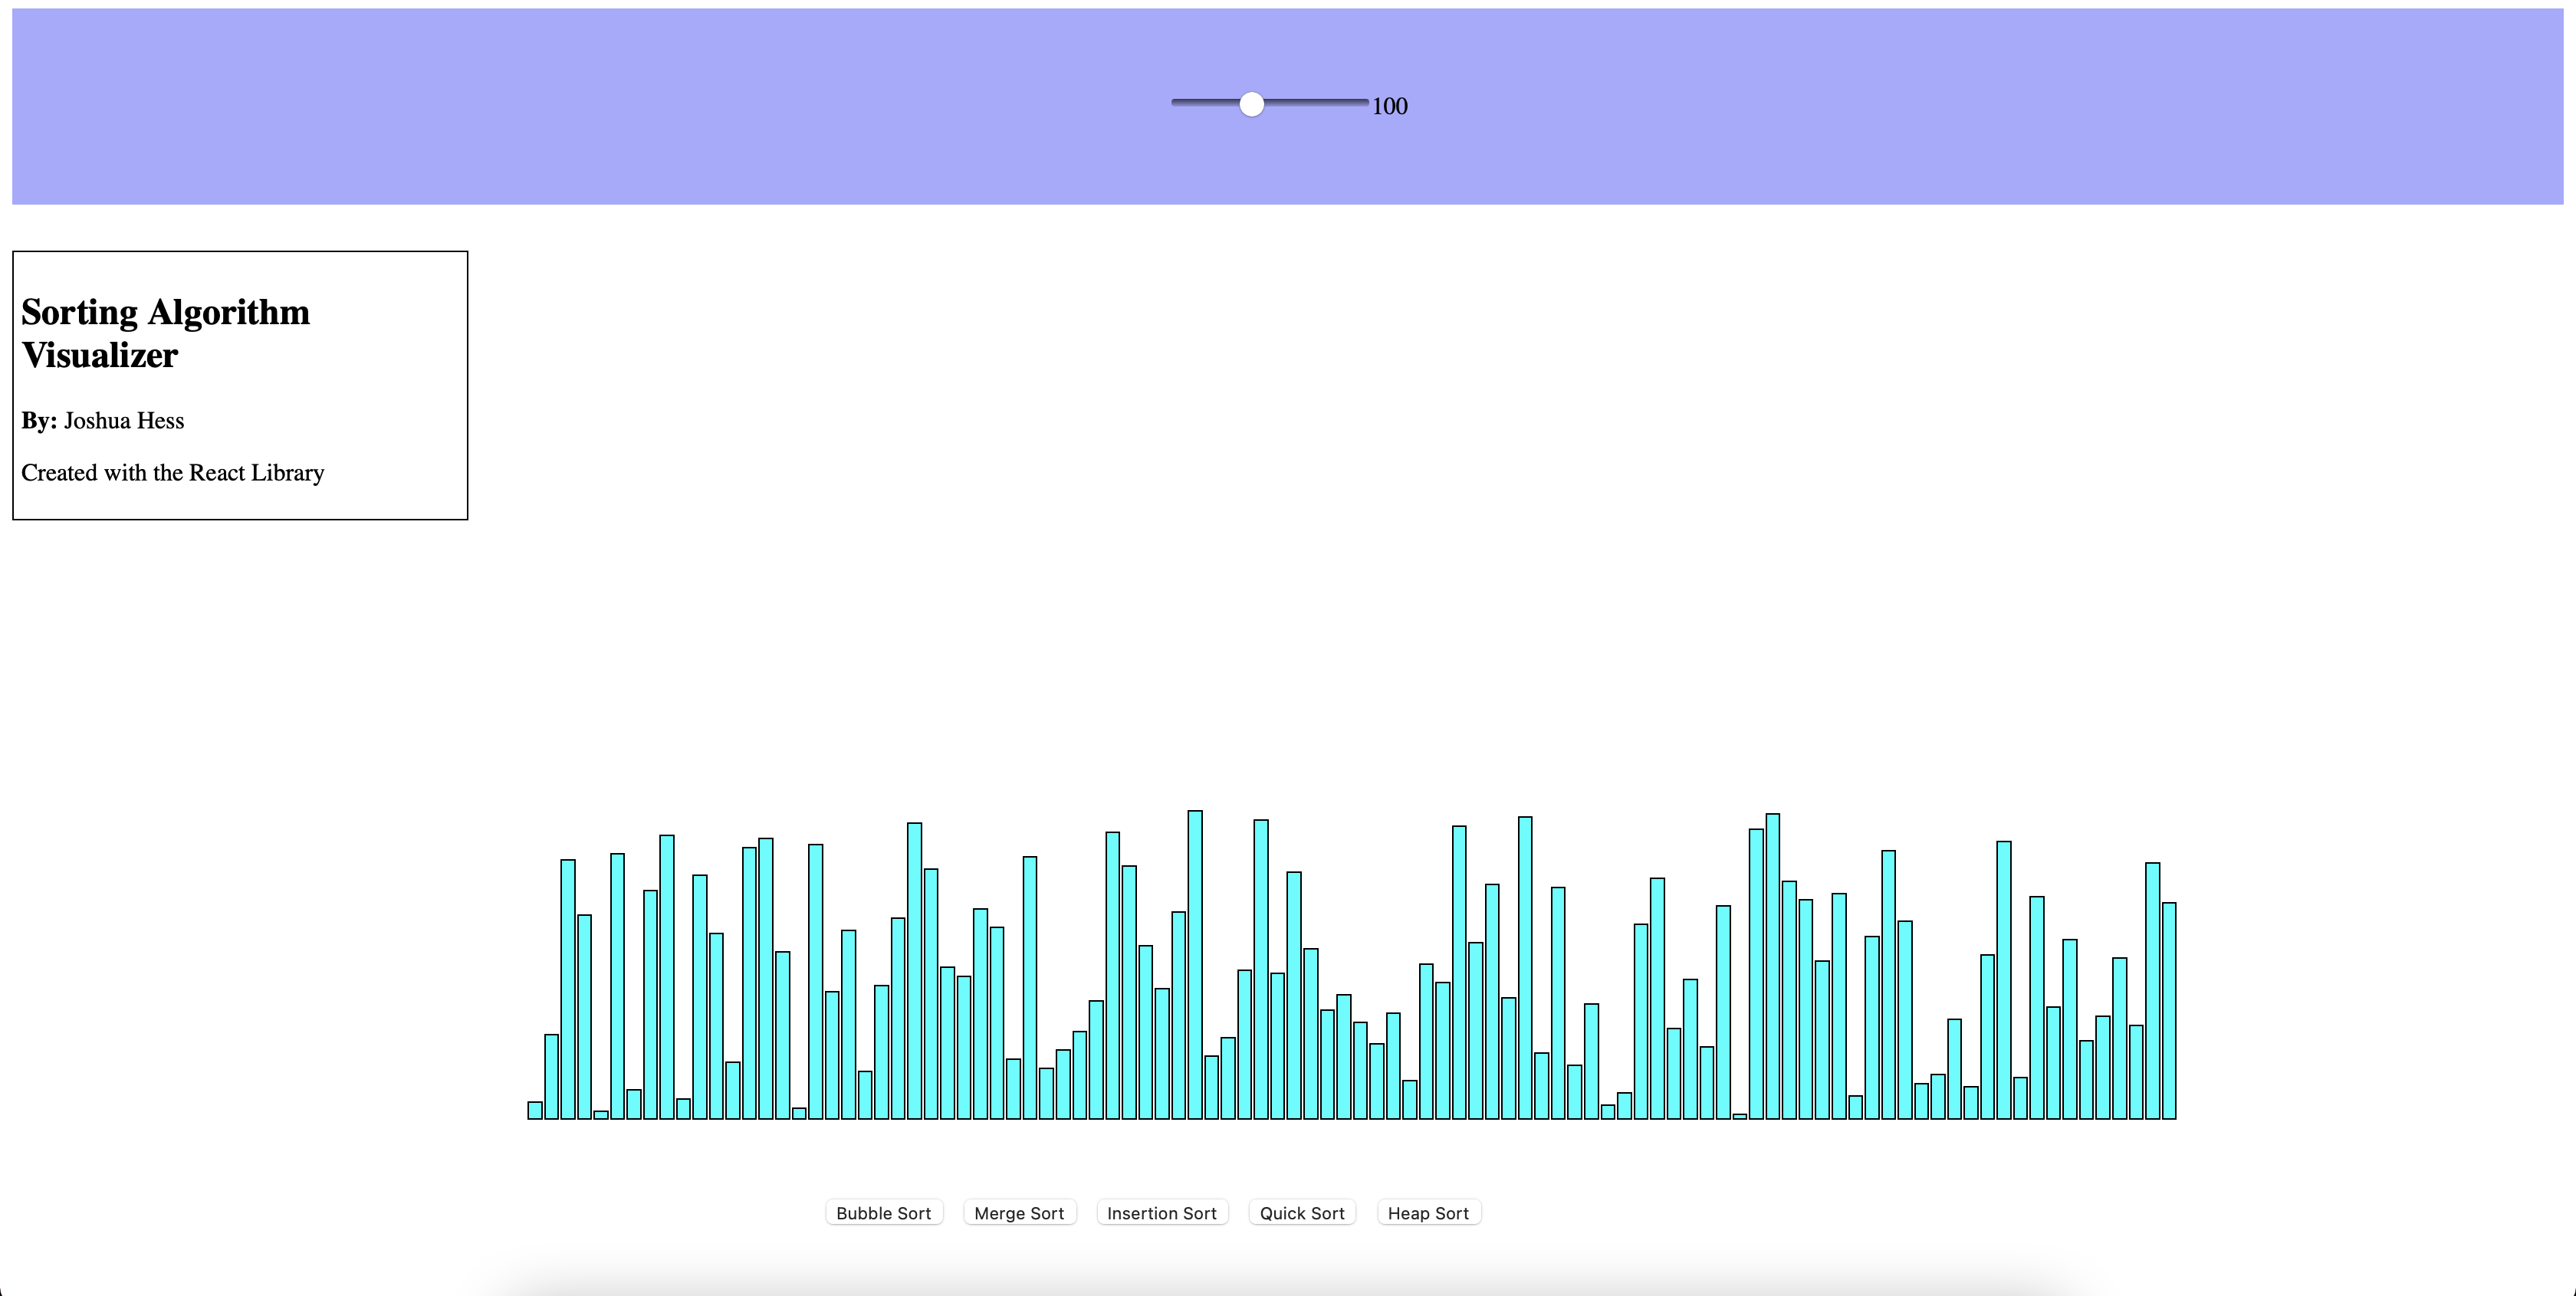 100
Sorting Algorithm
Visualizer
By: Joshua Hess
Created with the React Library
Bubble Sort Merge Sort Insertion Sort Quick Sort Heap Sort